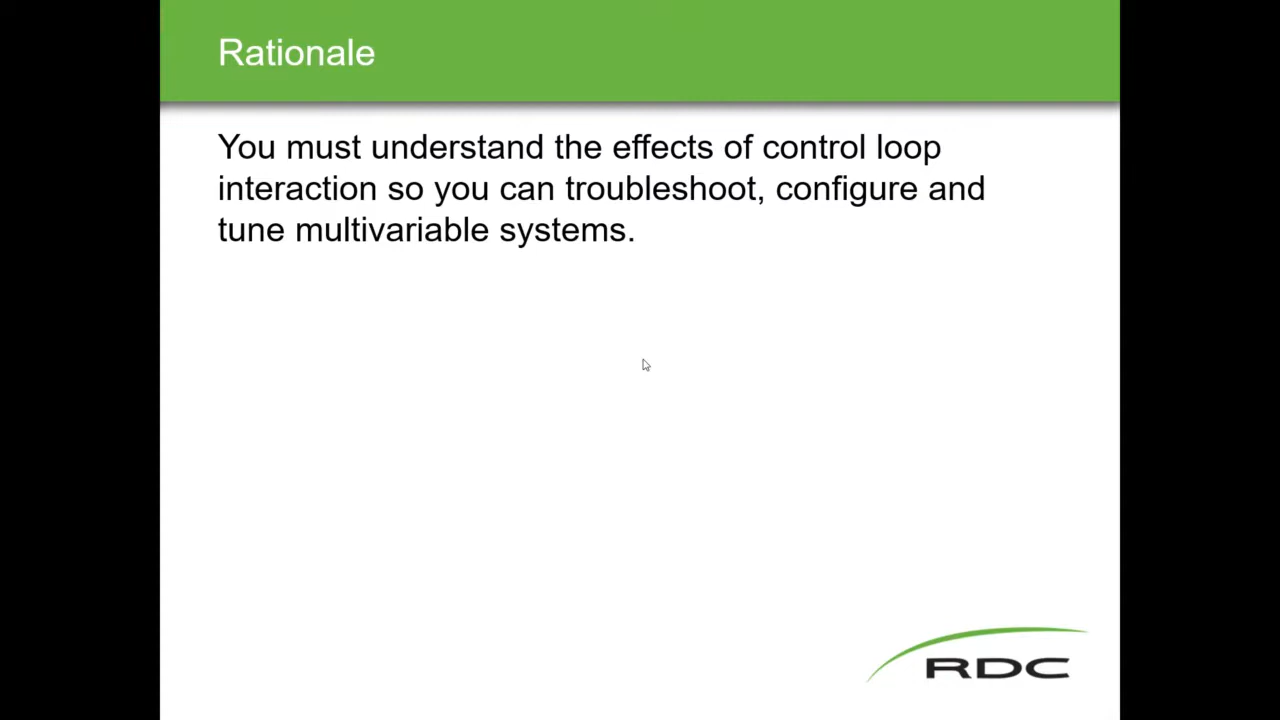 Rationale
You must understand the effects of control loop
interaction so you can troubleshoot, configure and
tune multivariable systems.
RDC